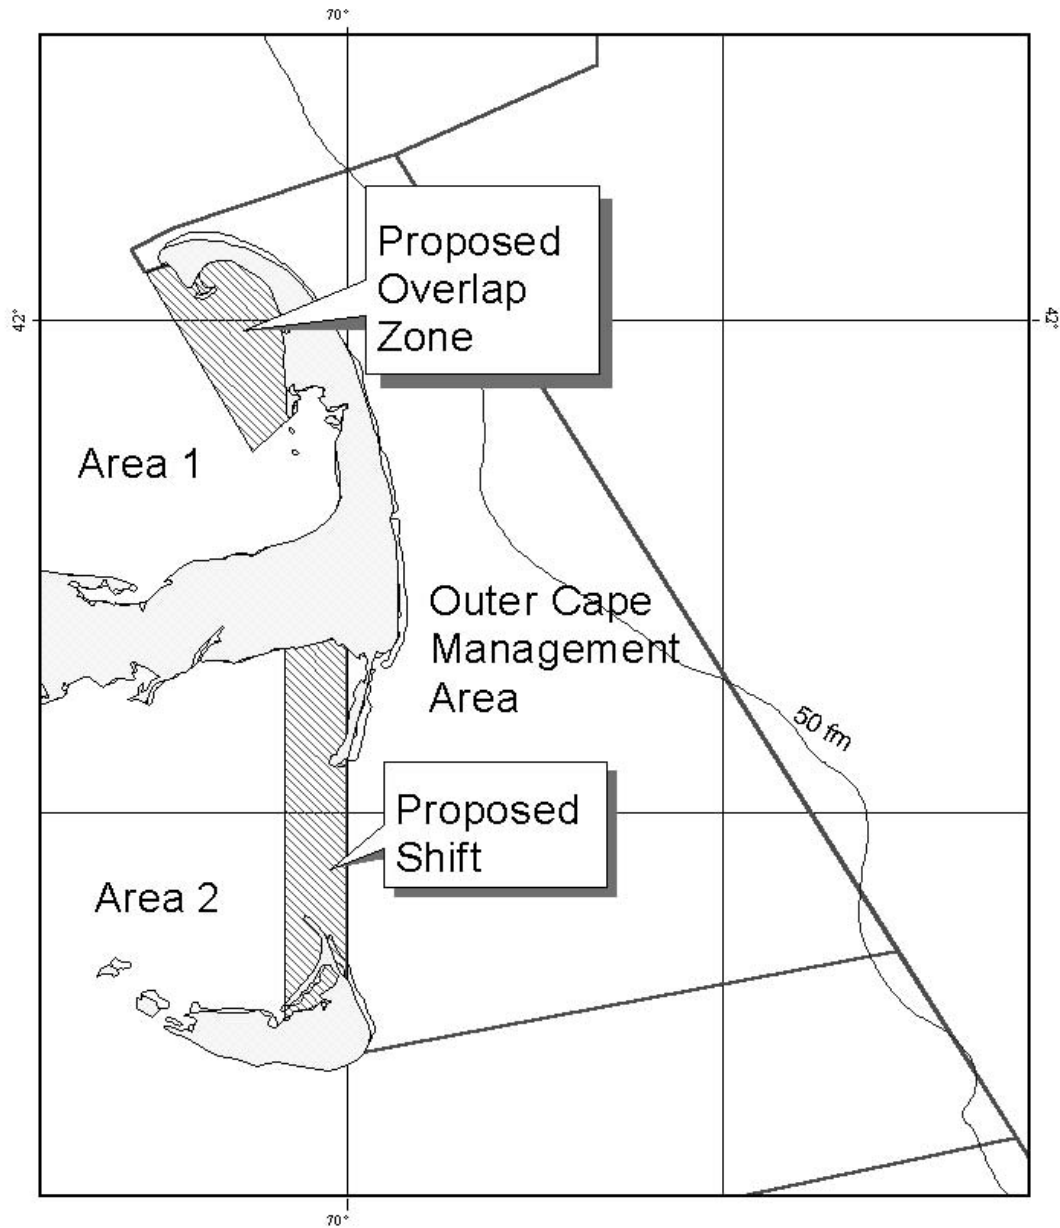 70°
Proposed
Overlap
Zone
42°
42°
Area 1
Outer Cape
Management
Area
50 fm
Proposed
Shift
Area 2
70°